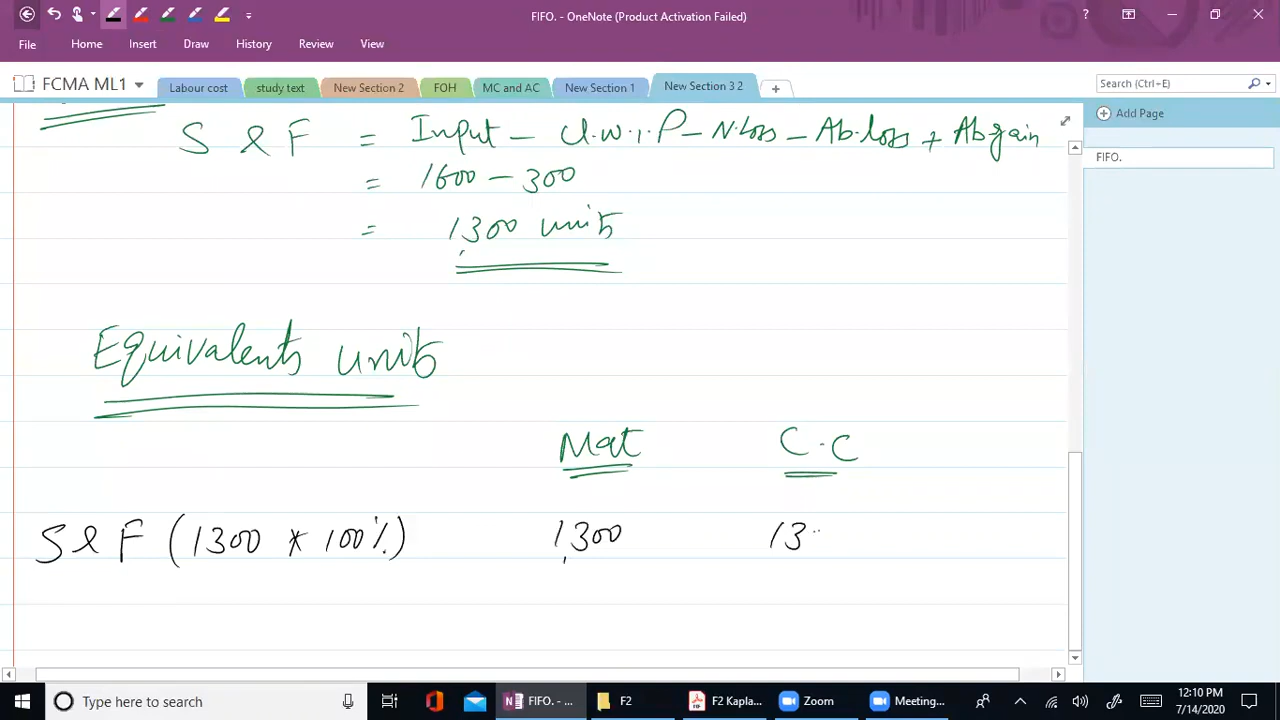 FIFO. - OneNote (Product Activation Failed)
File Home Insert Draw History Review View
FCMA ML1 Labour cost study text New Section 2 FOH MC and AC New Section 1 New Section 3 2 Search (Ctrl+E)
Add Page
FIFO.
S & F = Input - cl.w.i.P - N.Loss - Ab.loss + Ab gain
= 1600 - 300
= 1,300 units
Equivalents units
Mat C.C
S & F (1300 * 100%) 1,300 13
Type here to search FIFO. - ... F2 F2 Kapla... Zoom Meeting... 12:10 PM
7/14/2020